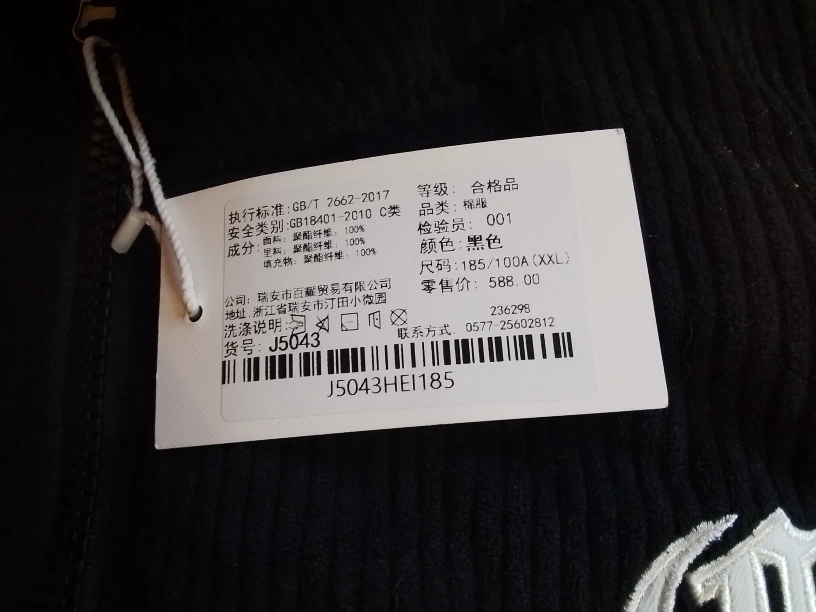 执行标准:GB/T 2662-2017
安全类别:GB18401-2010 C类
成分: 面料: 聚酯纤维: 100%
里料: 聚酯纤维: 100%
填充物: 聚酯纤维: 100%
等级: 合格品
品类: 棉服
检验员: 001
颜色:黑色
尺码:185/100A(XXL)
零售价: 588.00
公司: 瑞安市百耀贸易有限公司
地址.浙江省瑞安市汀田小微园
洗涤说明:
236298
联系方式. 0577-25602812
货号: J5043
J5043HEI185